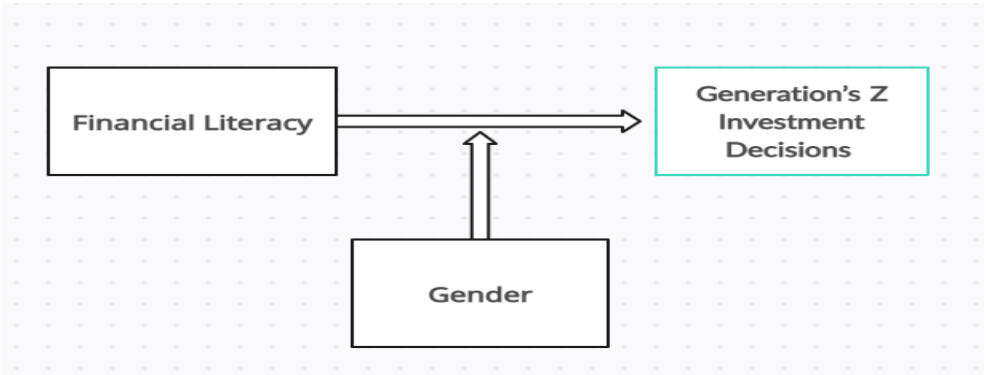 Financial Literacy
Generation's Z
Investment
Decisions
Gender